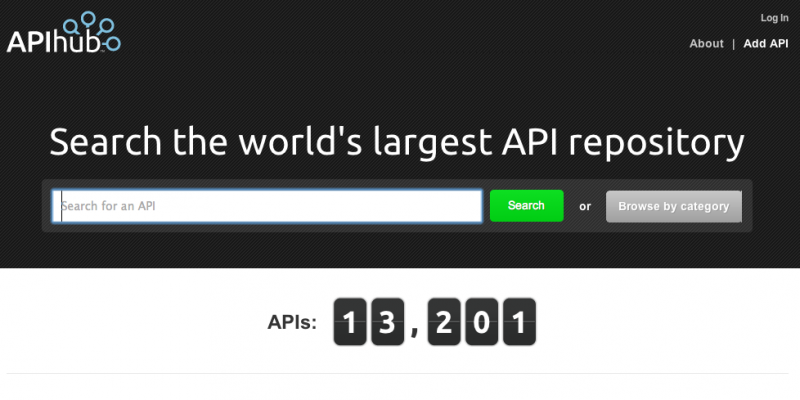 APIhub
Log In
About | Add API
Search the world's largest API repository
Search for an API
Search or Browse by category
APIs: 13,201